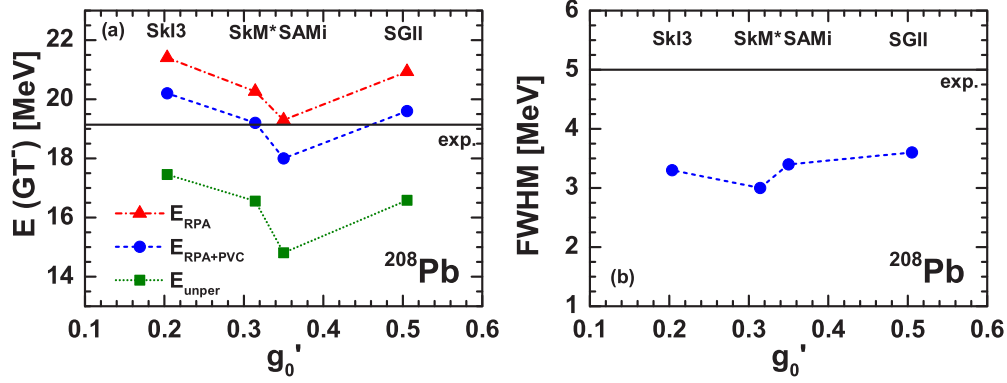 (a)
SkI3
SkM* SAMi
SGII
22
20
18
16
14
E (GT⁻) [MeV]
exp.
E_RPA
E_RPA+PVC
E_unper
²⁰⁸Pb
0.1 0.2 0.3 0.4 0.5 0.6
g₀'
SkI3
SkM* SAMi
SGII
6
5
4
3
2
1
FWHM [MeV]
exp.
(b)
²⁰⁸Pb
0.1 0.2 0.3 0.4 0.5 0.6
g₀'